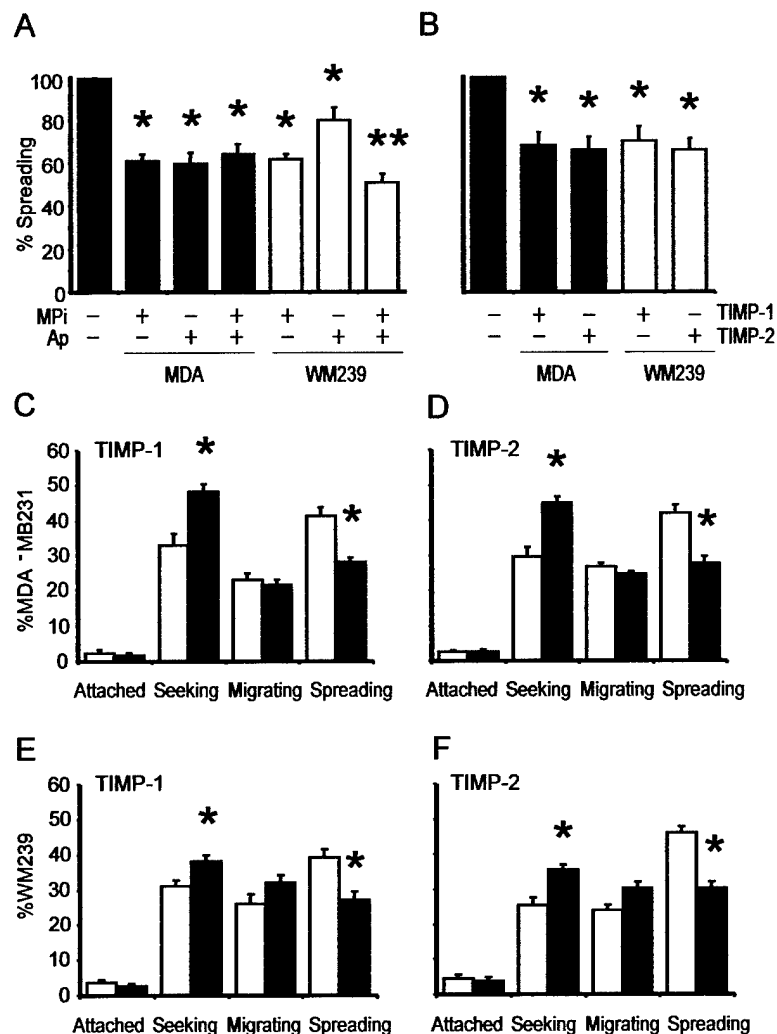 A
B
* * * * * **
* * * *
% Spreading
100
80
60
40
20
0
MPi − + − + + − +
Ap − − + + − + +
MDA WM239
− + − + − TIMP-1
− − + − + TIMP-2
MDA WM239
C
D
TIMP-1
TIMP-2
* *
* *
%MDA-MB231
60
50
40
30
20
10
0
Attached Seeking Migrating Spreading
Attached Seeking Migrating Spreading
E
F
TIMP-1
TIMP-2
* *
* *
%WM239
60
50
40
30
20
10
0
Attached Seeking Migrating Spreading
Attached Seeking Migrating Spreading